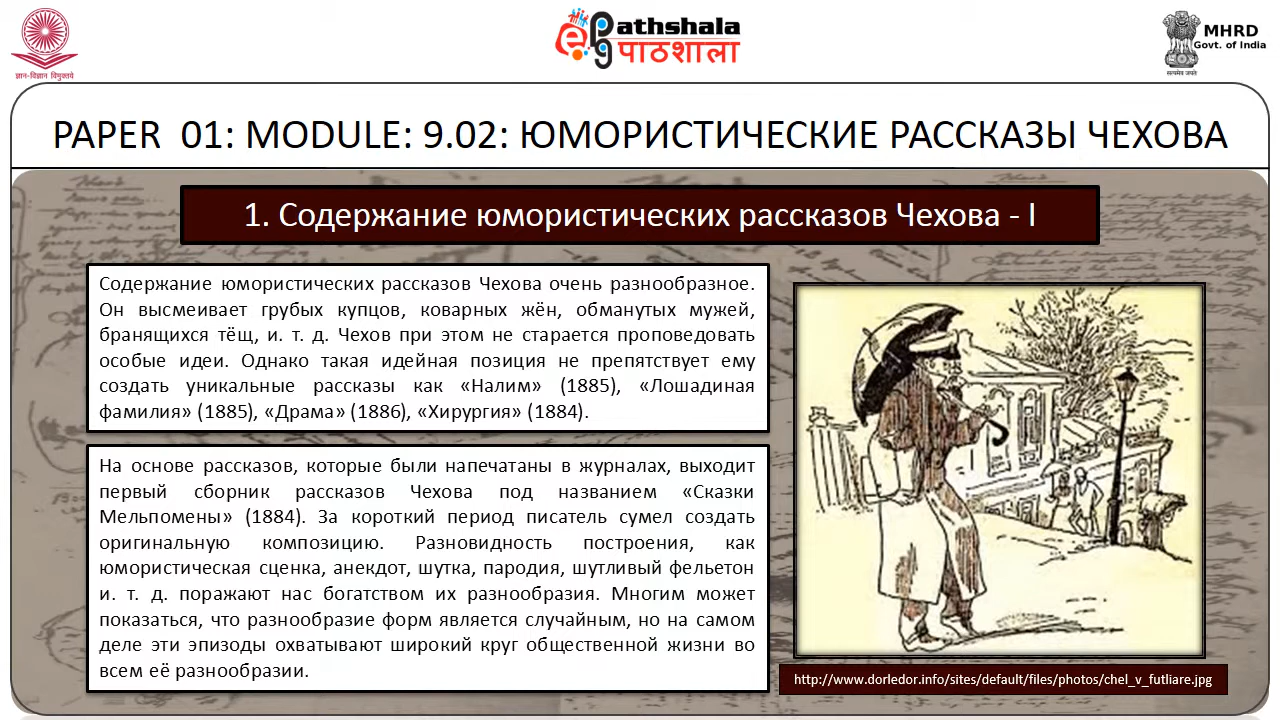 ज्ञान-विज्ञान विमुक्तये
ePG Pathshala
पाठशाला
MHRD
Govt. of India
सत्यमेव जयते
PAPER 01: MODULE: 9.02: ЮМОРИСТИЧЕСКИЕ РАССКАЗЫ ЧЕХОВА
1. Содержание юмористических рассказов Чехова - I
Содержание юмористических рассказов Чехова очень разнообразное.
Он высмеивает грубых купцов, коварных жён, обманутых мужей,
бранящихся тёщ, и. т. д. Чехов при этом не старается проповедовать
особые идеи. Однако такая идейная позиция не препятствует ему
создать уникальные рассказы как «Налим» (1885), «Лошадиная
фамилия» (1885), «Драма» (1886), «Хирургия» (1884).
На основе рассказов, которые были напечатаны в журналах, выходит
первый сборник рассказов Чехова под названием «Сказки
Мельпомены» (1884). За короткий период писатель сумел создать
оригинальную композицию. Разновидность построения, как
юмористическая сценка, анекдот, шутка, пародия, шутливый фельетон
и. т. д. поражают нас богатством их разнообразия. Многим может
показаться, что разнообразие форм является случайным, но на самом
деле эти эпизоды охватывают широкий круг общественной жизни во
всем её разнообразии.
http://www.dorledor.info/sites/default/files/photos/chel_v_futliare.jpg